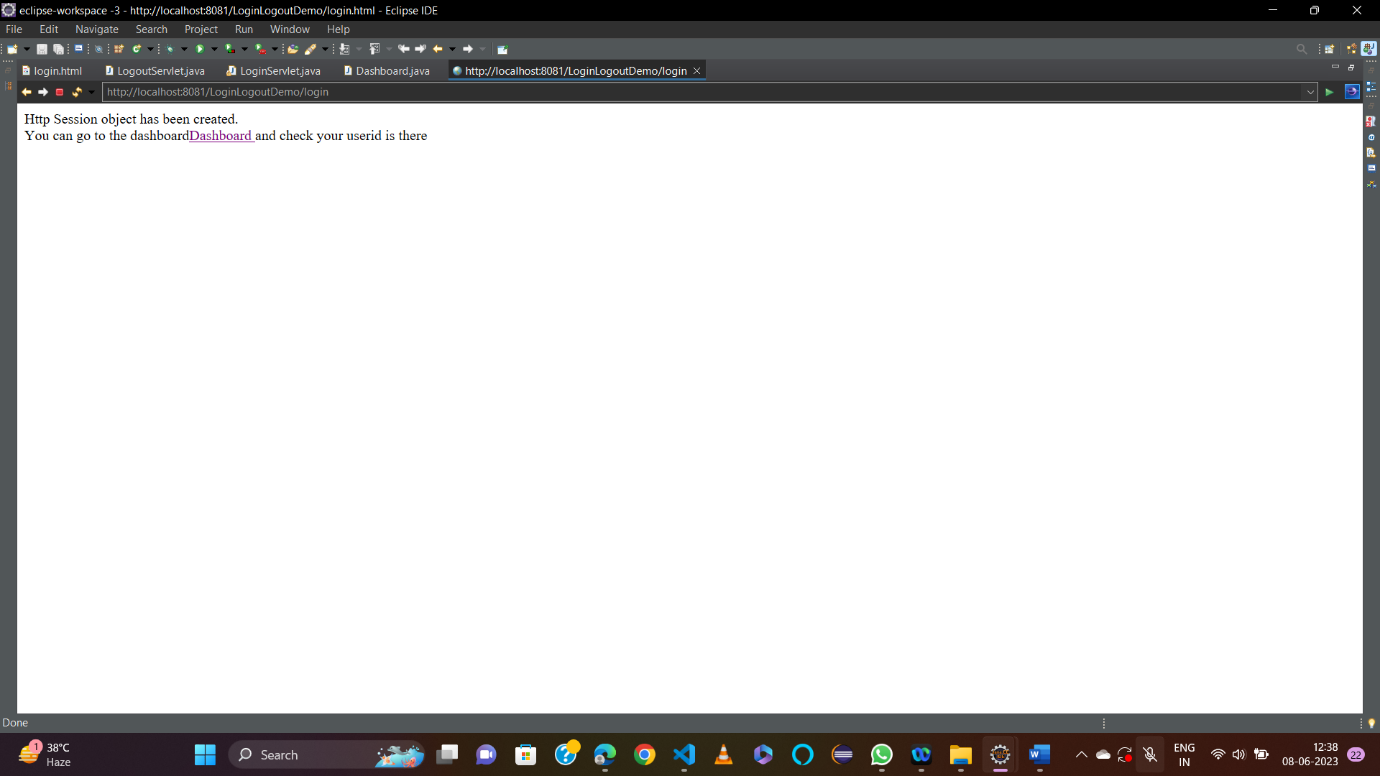 eclipse-workspace -3 - http://localhost:8081/LoginLogoutDemo/login.html - Eclipse IDE
File Edit Navigate Search Project Run Window Help
login.html LogoutServlet.java LoginServlet.java Dashboard.java http://localhost:8081/LoginLogoutDemo/login
http://localhost:8081/LoginLogoutDemo/login
Http Session object has been created.
You can go to the dashboardDashboard and check your userid is there
Done
1 38°C
Haze
Search
W
ENG
IN
12:38
08-06-2023
22